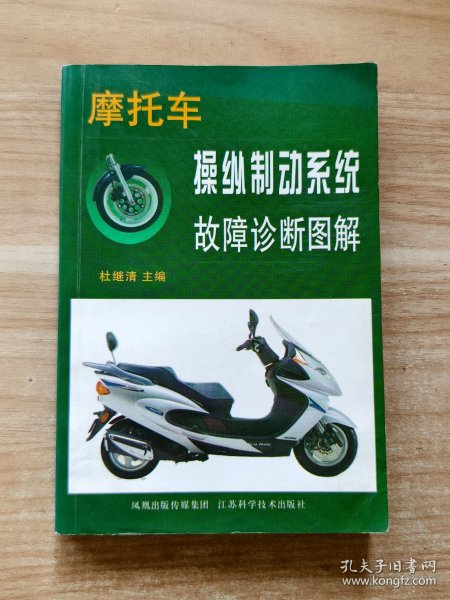 摩托车
操纵制动系统
故障诊断图解
杜继清 主编
凤凰出版传媒集团 江苏科学技术出版社
孔夫子旧书网
www.kongfz.com